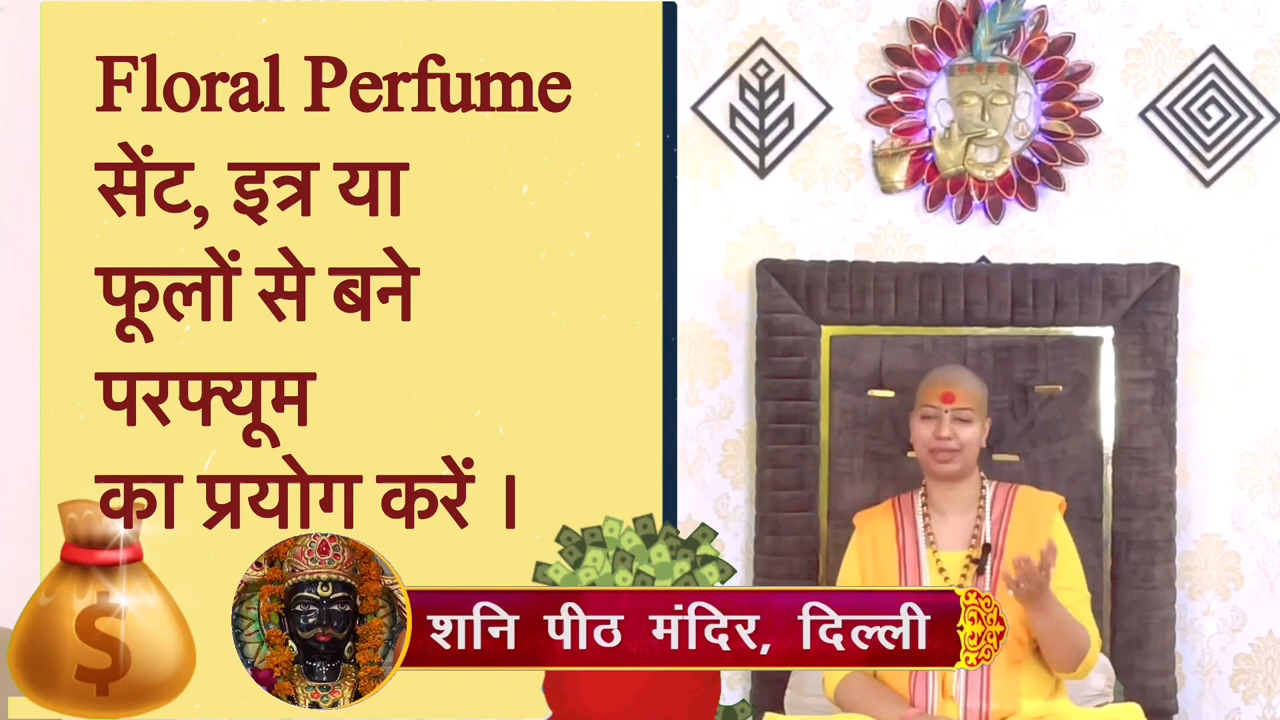 Floral Perfume
सेंट, इत्र या
फूलों से बने
परफ्यूम
का प्रयोग करें ।
$
शनि पीठ मंदिर, दिल्ली